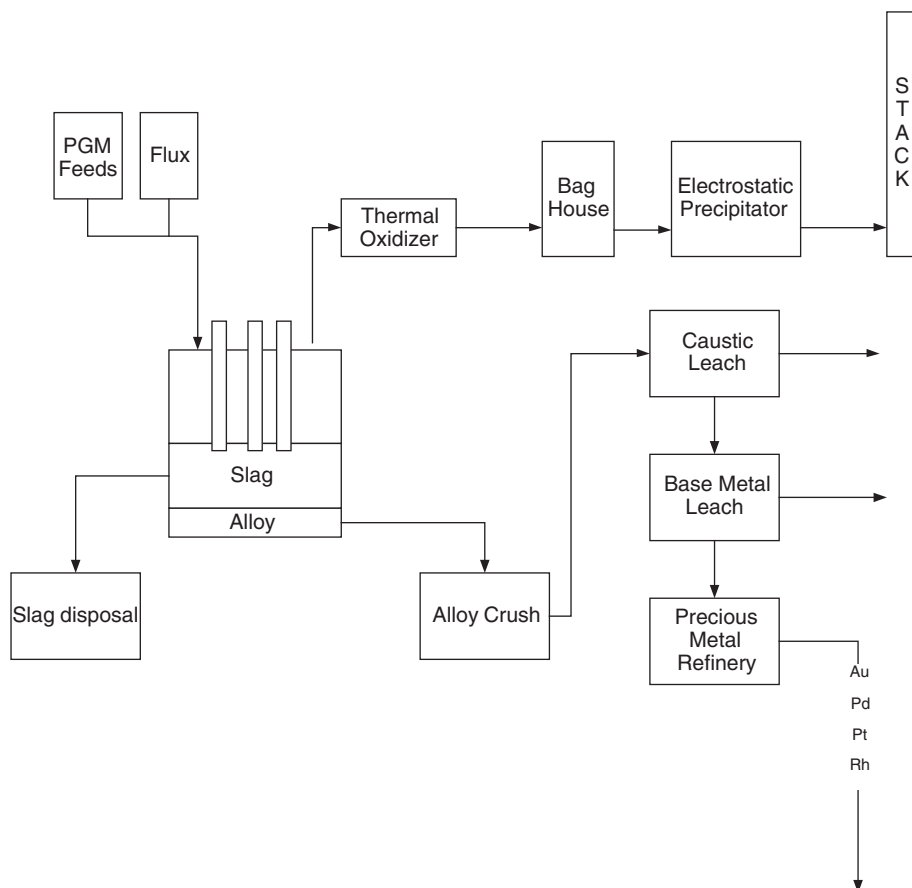 PGM
Feeds
Flux
Thermal
Oxidizer
Bag
House
Electrostatic
Precipitator
STACK
Caustic
Leach
Slag
Base Metal
Leach
Alloy
Slag disposal
Alloy Crush
Precious
Metal
Refinery
Au
Pd
Pt
Rh